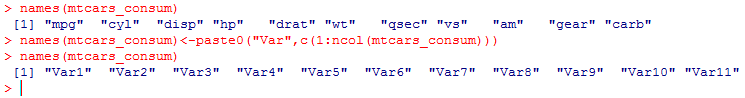 > names(mtcars_consum)
[1] "mpg"  "cyl"  "disp" "hp"   "drat" "wt"   "qsec" "vs"   "am"   "gear" "carb"
> names(mtcars_consum)<-paste0("Var",c(1:ncol(mtcars_consum)))
> names(mtcars_consum)
[1] "Var1"  "Var2"  "Var3"  "Var4"  "Var5"  "Var6"  "Var7"  "Var8"  "Var9"  "Var10" "Var11"
>